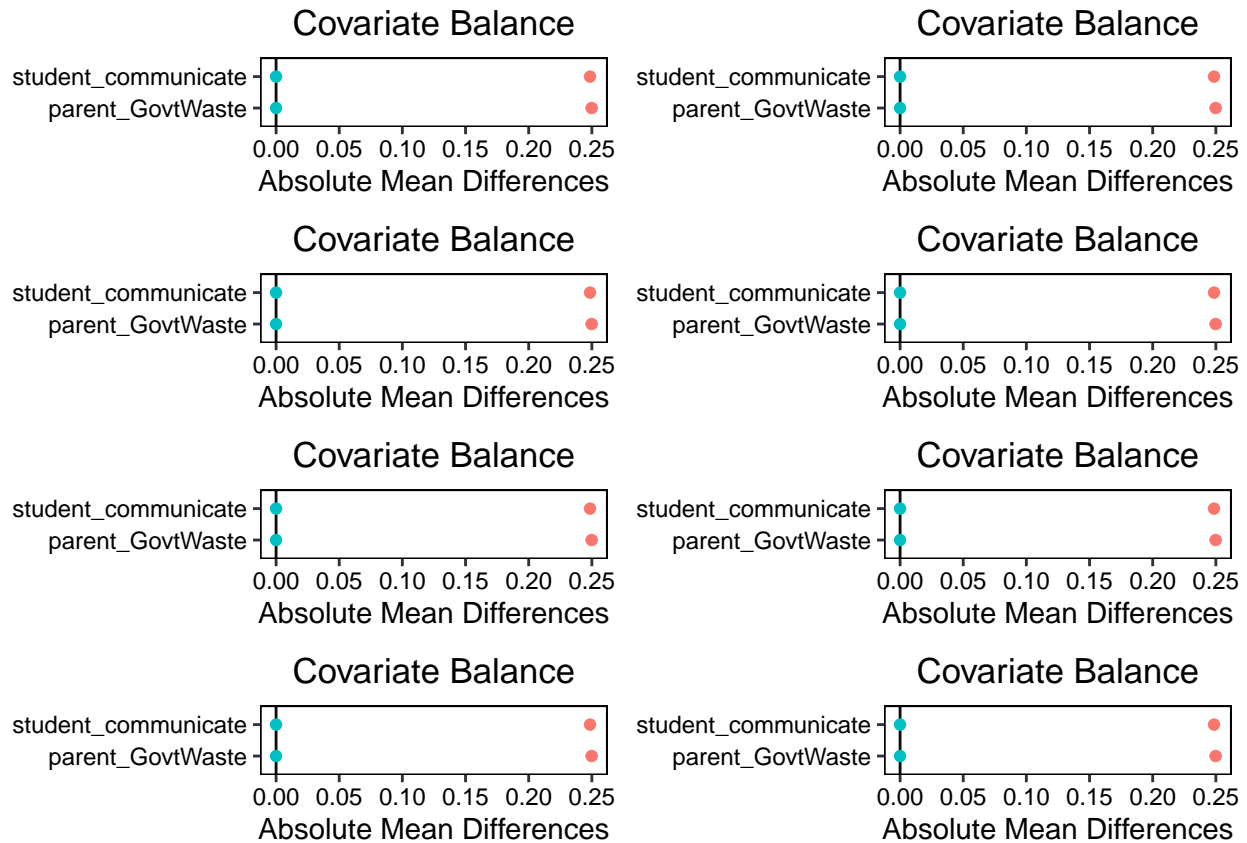 Covariate Balance
student_communicate
parent_GovtWaste
0.00 0.05 0.10 0.15 0.20 0.25
Absolute Mean Differences
Covariate Balance
student_communicate
parent_GovtWaste
0.00 0.05 0.10 0.15 0.20 0.25
Absolute Mean Differences
Covariate Balance
student_communicate
parent_GovtWaste
0.00 0.05 0.10 0.15 0.20 0.25
Absolute Mean Differences
Covariate Balance
student_communicate
parent_GovtWaste
0.00 0.05 0.10 0.15 0.20 0.25
Absolute Mean Differences
Covariate Balance
student_communicate
parent_GovtWaste
0.00 0.05 0.10 0.15 0.20 0.25
Absolute Mean Differences
Covariate Balance
student_communicate
parent_GovtWaste
0.00 0.05 0.10 0.15 0.20 0.25
Absolute Mean Differences
Covariate Balance
student_communicate
parent_GovtWaste
0.00 0.05 0.10 0.15 0.20 0.25
Absolute Mean Differences
Covariate Balance
student_communicate
parent_GovtWaste
0.00 0.05 0.10 0.15 0.20 0.25
Absolute Mean Differences